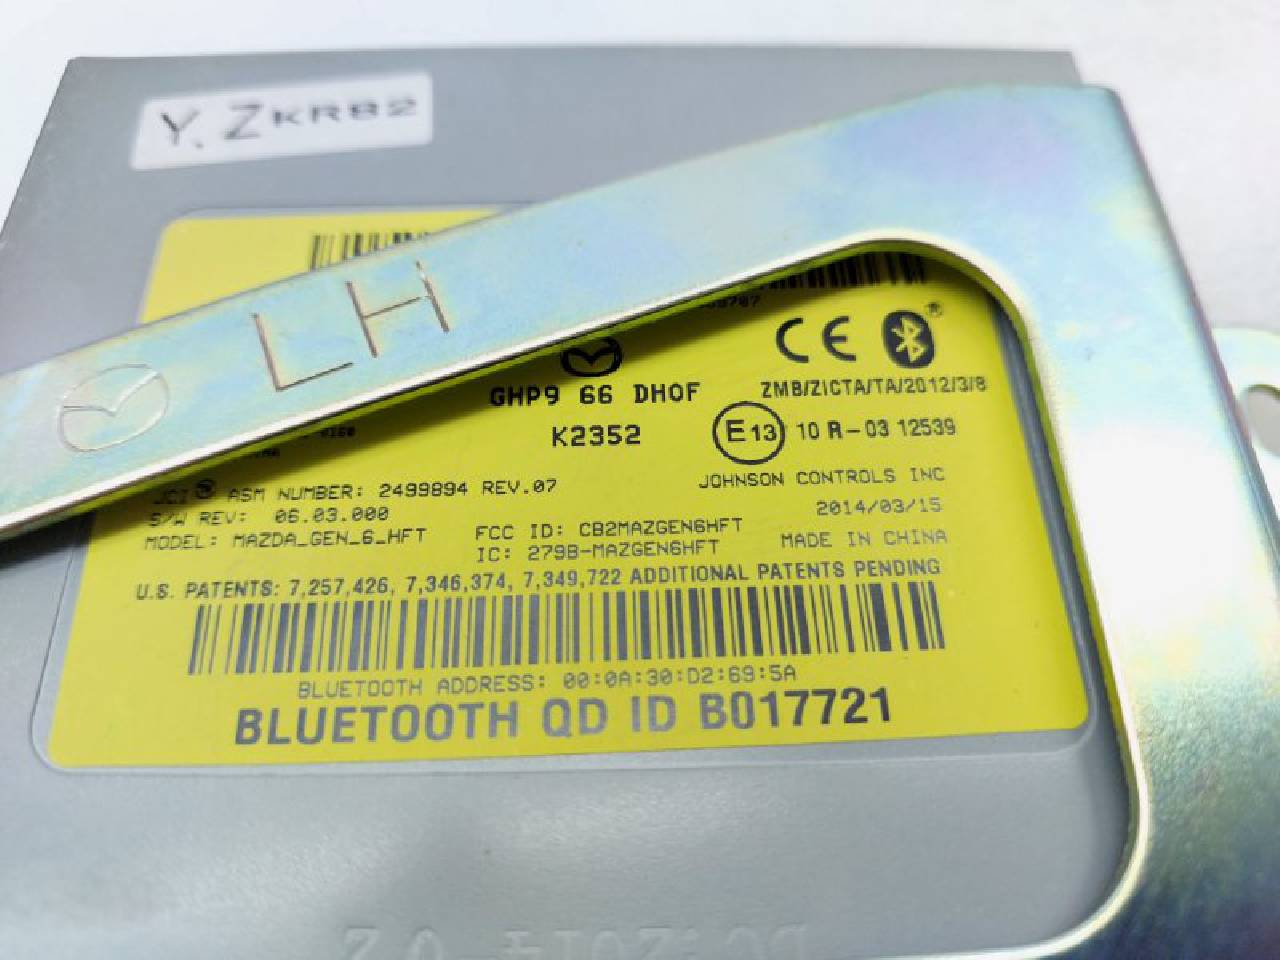 Y. ZKR82
LH
CE
GHP9 66 DH0F
ZMB/ZICTA/TA/2012/3/8
K2352
E13 10 R-03 12539
JCI ASM NUMBER: 2499894 REV.07
JOHNSON CONTROLS INC
S/W REV: 06.03.000
2014/03/15
MODEL: MAZDA_GEN_6_HFT
FCC ID: CB2MAZGEN6HFT
IC: 279B-MAZGEN6HFT
MADE IN CHINA
U.S. PATENTS: 7,257,426, 7,346,374, 7,349,722 ADDITIONAL PATENTS PENDING
BLUETOOTH ADDRESS: 00:0A:30:D2:69:5A
BLUETOOTH QD ID B017721